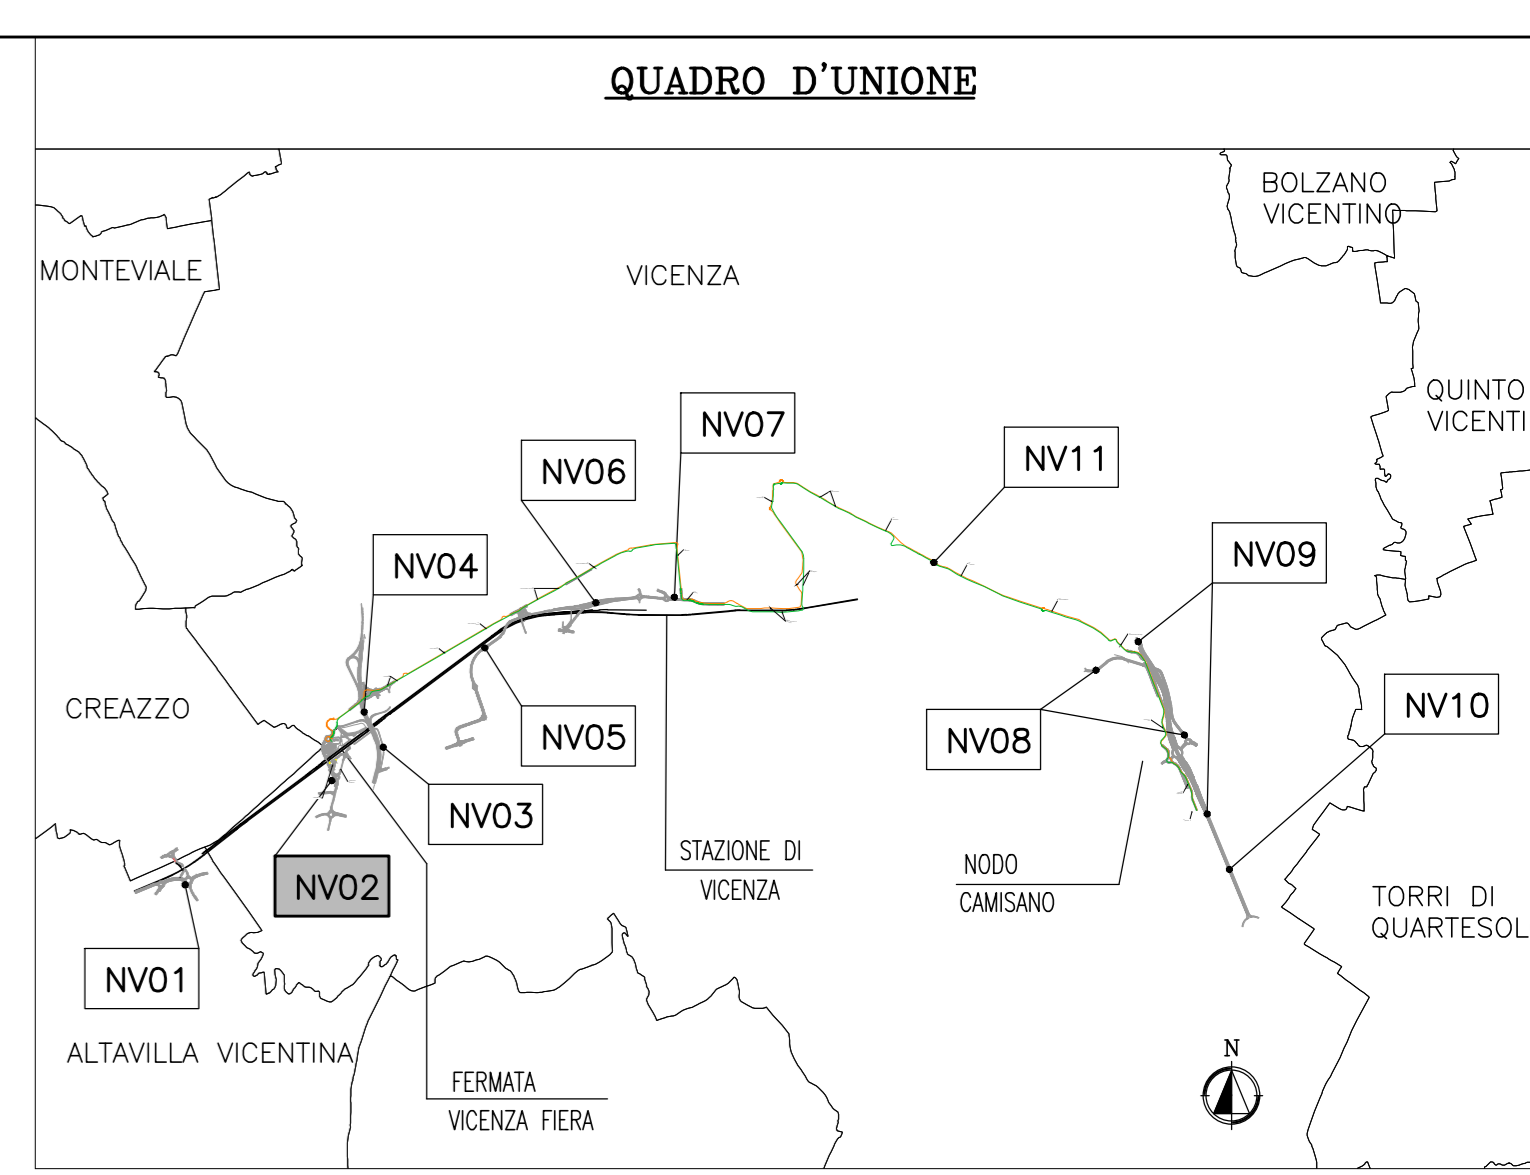 QUADRO D'UNIONE
BOLZANO
VICENTINO
MONTEVIALE
VICENZA
QUINTO
VICENTI
NV07
NV06
NV11
NV04
NV09
CREAZZO
NV10
NV05
NV08
NV03
STAZIONE DI
VICENZA
NODO
CAMISANO
NV02
TORRI DI
QUARTESOL
NV01
ALTAVILLA VICENTINA
N
FERMATA
VICENZA FIERA